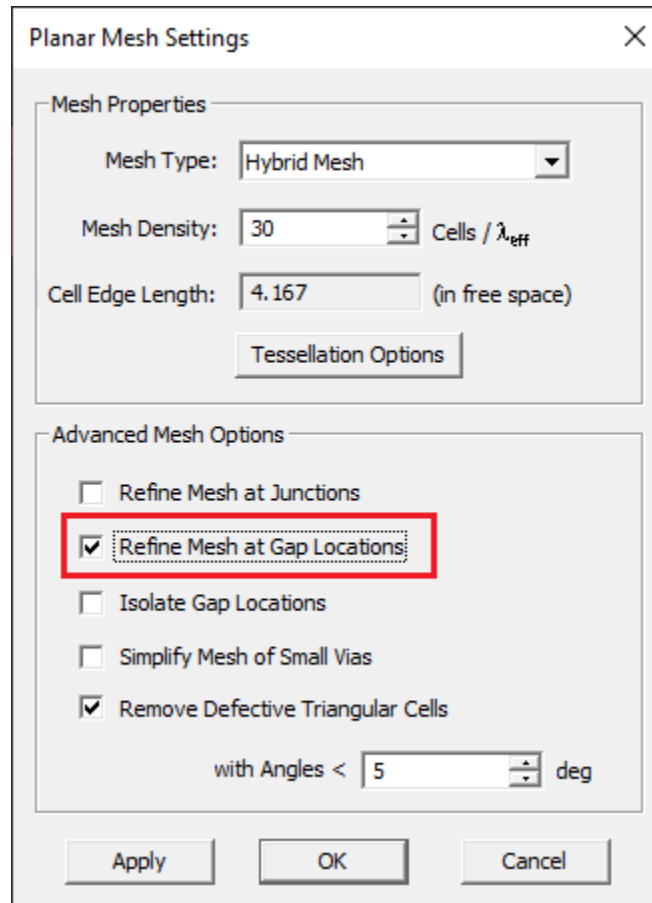 Planar Mesh Settings
Mesh Properties
Mesh Type: Hybrid Mesh
Mesh Density: 30 Cells / λeff
Cell Edge Length: 4.167 (in free space)
Tessellation Options
Advanced Mesh Options
Refine Mesh at Junctions
Refine Mesh at Gap Locations
Isolate Gap Locations
Simplify Mesh of Small Vias
Remove Defective Triangular Cells
with Angles < 5 deg
Apply OK Cancel